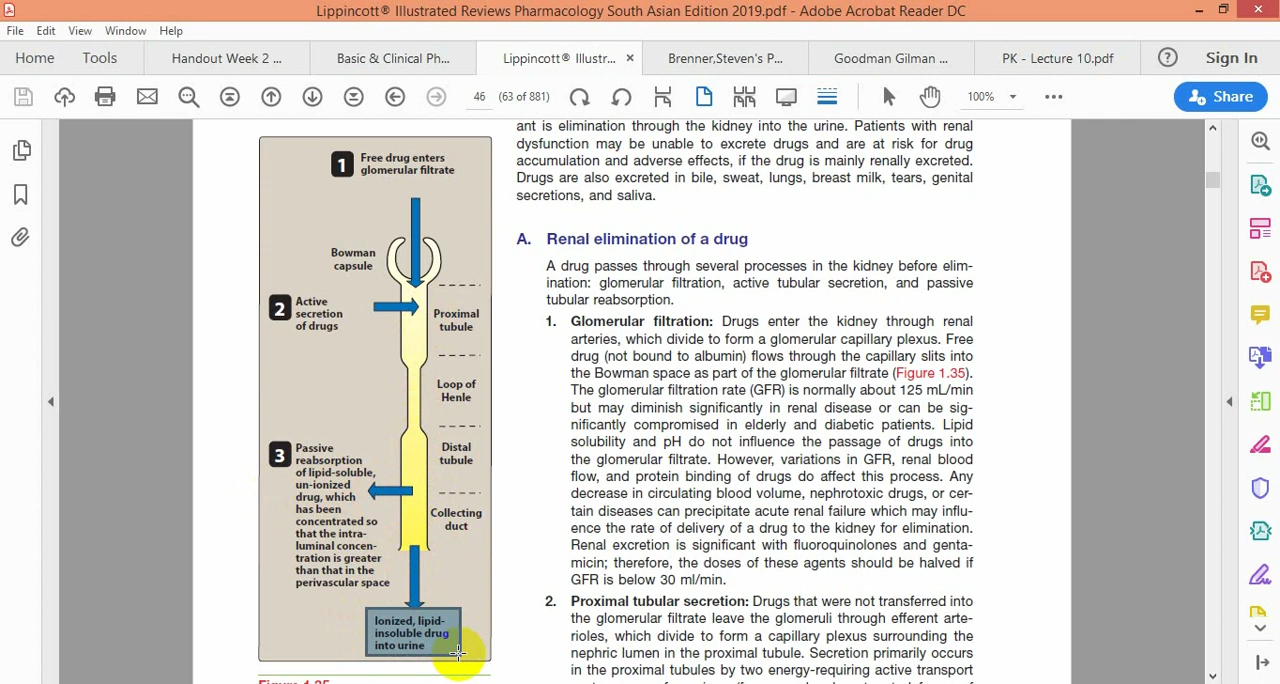 Lippincott® Illustrated Reviews Pharmacology South Asian Edition 2019.pdf - Adobe Acrobat Reader DC
File Edit View Window Help
Home Tools Handout Week 2 ... Basic & Clinical Ph... Lippincott® Illustr... × Brenner,Steven's P... Goodman Gilman ... PK - Lecture 10.pdf Sign In
46 (63 of 881) 100% Share
1 Free drug enters
glomerular filtrate
Bowman
capsule
2 Active
secretion
of drugs
Proximal
tubule
Loop of
Henle
3 Passive
reabsorption
of lipid-soluble,
un-ionized
drug, which
has been
concentrated so
that the intra-
luminal concen-
tration is greater
than that in the
perivascular space
Distal
tubule
Collecting
duct
Ionized, lipid-
insoluble drug
into urine
Figure 1.35
ant is elimination through the kidney into the urine. Patients with renal
dysfunction may be unable to excrete drugs and are at risk for drug
accumulation and adverse effects, if the drug is mainly renally excreted.
Drugs are also excreted in bile, sweat, lungs, breast milk, tears, genital
secretions, and saliva.
A. Renal elimination of a drug
A drug passes through several processes in the kidney before elim-
ination: glomerular filtration, active tubular secretion, and passive
tubular reabsorption.
1. Glomerular filtration: Drugs enter the kidney through renal
arteries, which divide to form a glomerular capillary plexus. Free
drug (not bound to albumin) flows through the capillary slits into
the Bowman space as part of the glomerular filtrate (Figure 1.35).
The glomerular filtration rate (GFR) is normally about 125 mL/min
but may diminish significantly in renal disease or can be sig-
nificantly compromised in elderly and diabetic patients. Lipid
solubility and pH do not influence the passage of drugs into
the glomerular filtrate. However, variations in GFR, renal blood
flow, and protein binding of drugs do affect this process. Any
decrease in circulating blood volume, nephrotoxic drugs, or cer-
tain diseases can precipitate acute renal failure which may influ-
ence the rate of delivery of a drug to the kidney for elimination.
Renal excretion is significant with fluoroquinolones and genta-
micin; therefore, the doses of these agents should be halved if
GFR is below 30 ml/min.
2. Proximal tubular secretion: Drugs that were not transferred into
the glomerular filtrate leave the glomeruli through efferent arte-
rioles, which divide to form a capillary plexus surrounding the
nephric lumen in the proximal tubule. Secretion primarily occurs
in the proximal tubules by two energy-requiring active transport